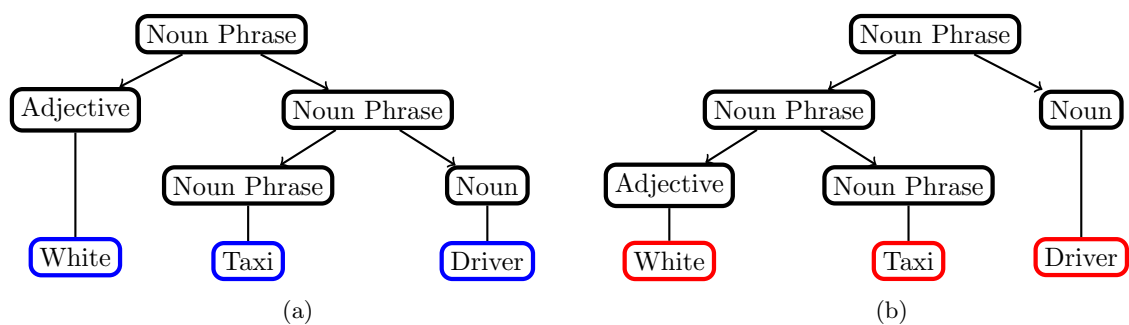 Noun Phrase
Adjective
Noun Phrase
Noun Phrase
Noun
White
Taxi
Driver
(a)
Noun Phrase
Noun Phrase
Noun
Adjective
Noun Phrase
White
Taxi
Driver
(b)